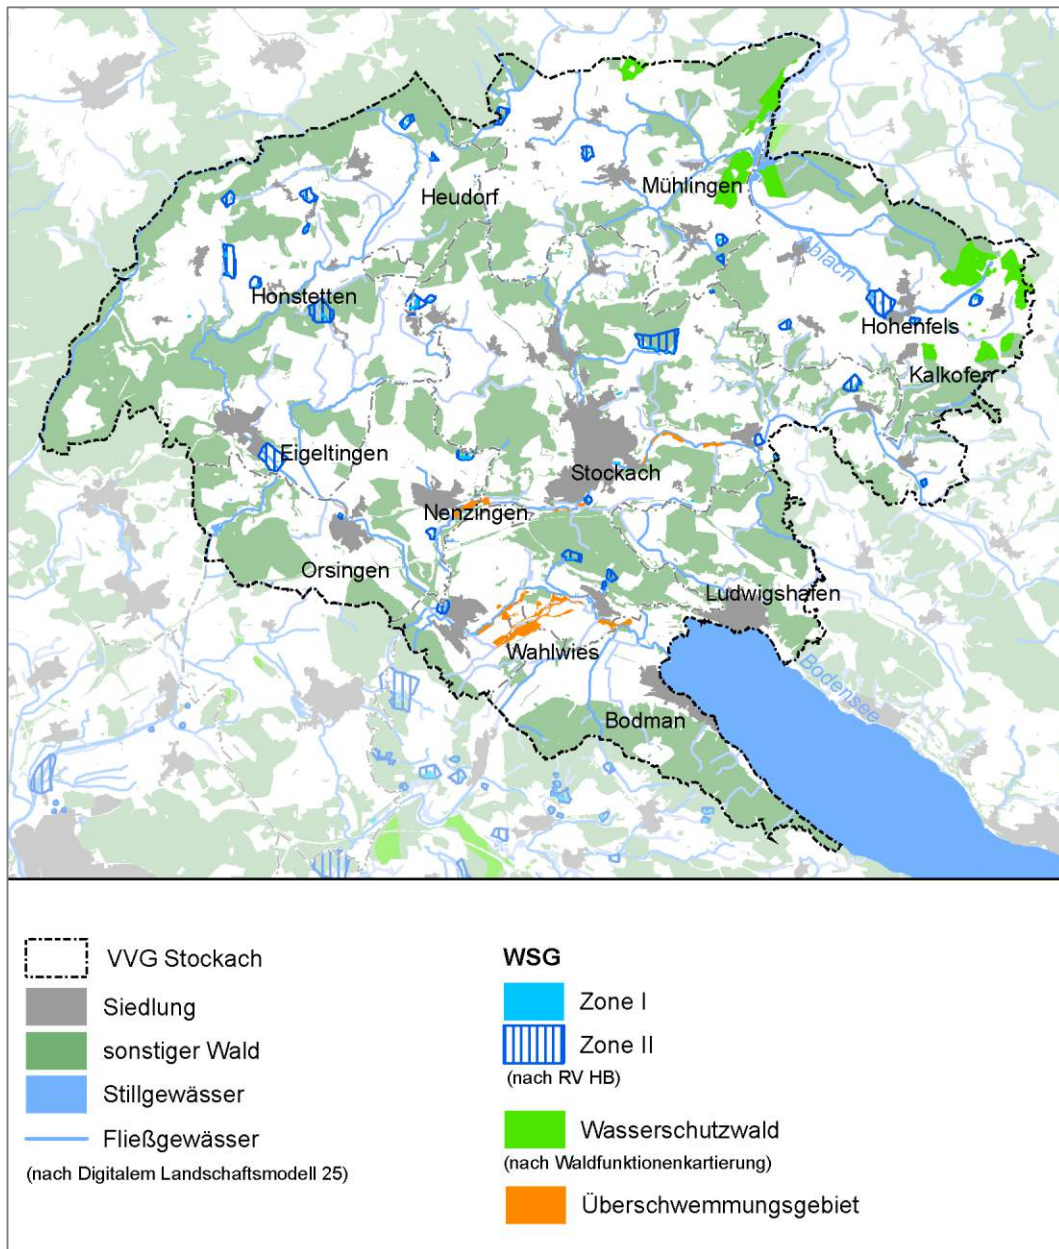 Mühlingen
Heudorf
Ablach
Honstetten
Hohenfels
Kalkofen
Eigeltingen
Stockach
Nenzingen
Orsingen
Ludwigshafen
Wahlwies
Bodensee
Bodman
VVG Stockach
Siedlung
sonstiger Wald
Stillgewässer
Fließgewässer
(nach Digitalem Landschaftsmodell 25)
WSG
Zone I
Zone II
(nach RV HB)
Wasserschutzwald
(nach Waldfunktionenkartierung)
Überschwemmungsgebiet